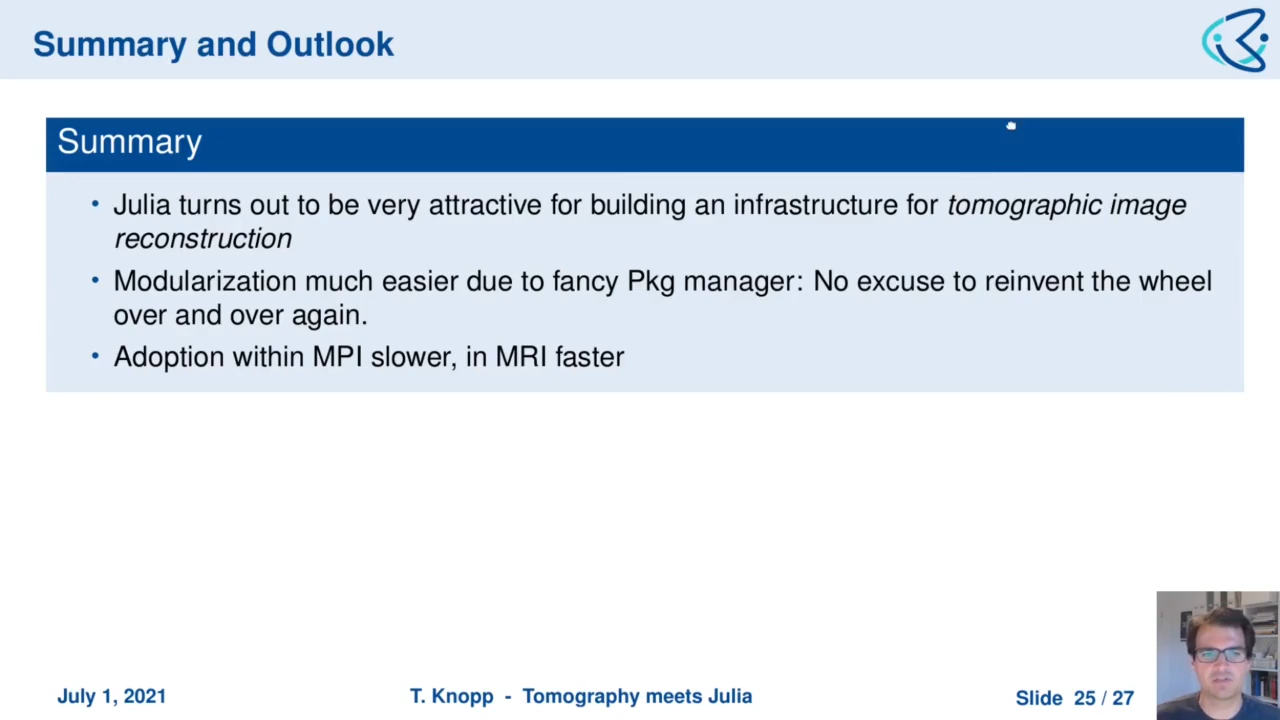 Summary and Outlook
Summary
• Julia turns out to be very attractive for building an infrastructure for tomographic image
reconstruction
• Modularization much easier due to fancy Pkg manager: No excuse to reinvent the wheel
over and over again.
• Adoption within MPI slower, in MRI faster
July 1, 2021
T. Knopp - Tomography meets Julia
Slide 25 / 27